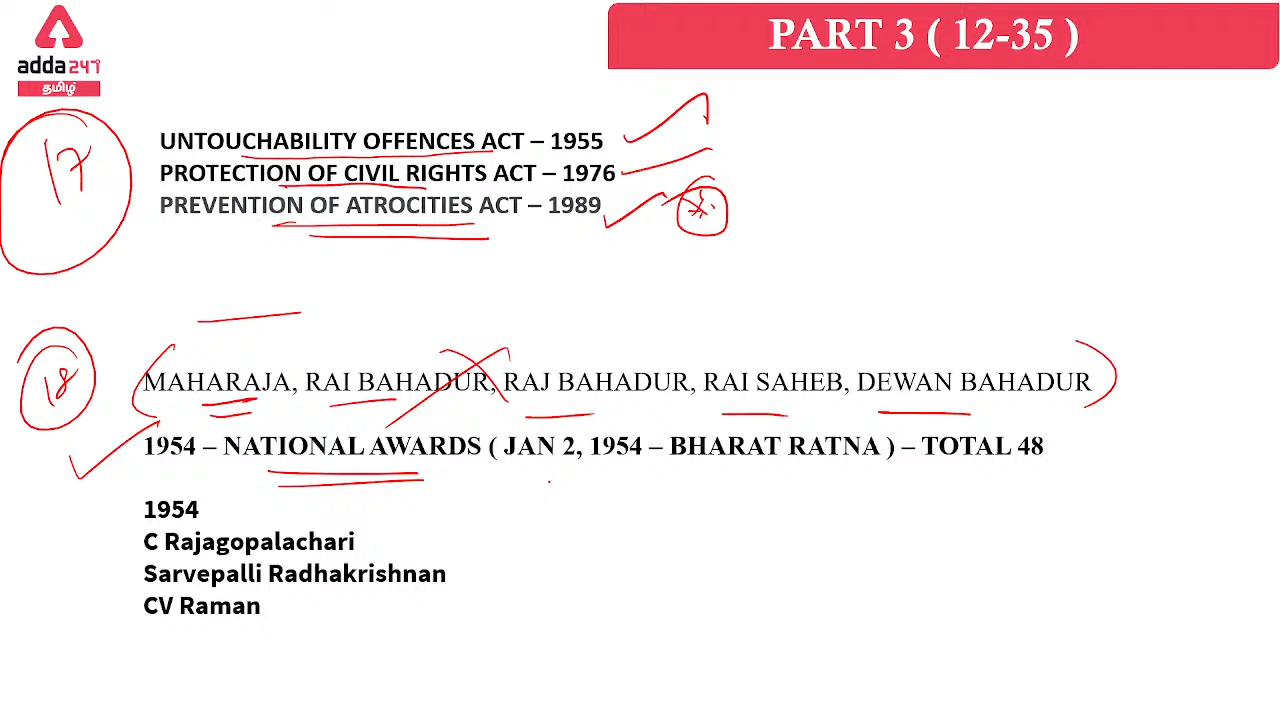 PART 3 ( 12-35 )
adda247
தமிழ்
17
UNTOUCHABILITY OFFENCES ACT – 1955
PROTECTION OF CIVIL RIGHTS ACT – 1976
PREVENTION OF ATROCITIES ACT – 1989
18
MAHARAJA, RAI BAHADUR, RAJ BAHADUR, RAI SAHEB, DEWAN BAHADUR
1954 – NATIONAL AWARDS ( JAN 2, 1954 – BHARAT RATNA ) – TOTAL 48
1954
C Rajagopalachari
Sarvepalli Radhakrishnan
CV Raman